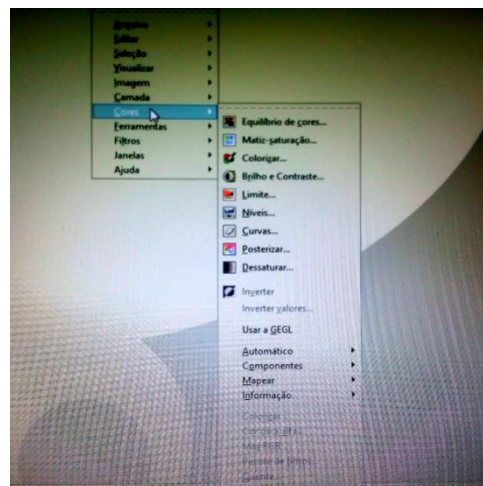 Arquivo
Editar
Seleção
Visualizar
Imagem
Camada
Cores
Ferramentas
Filtros
Janelas
Ajuda
Equilíbrio de cores...
Matiz-saturação...
Colorizar...
Brilho e Contraste...
Limite...
Níveis...
Curvas...
Posterizar...
Dessaturar...
Inverter
Inverter valores...
Usar a GEGL
Automático
Componentes
Mapear
Informação
Colorizar...